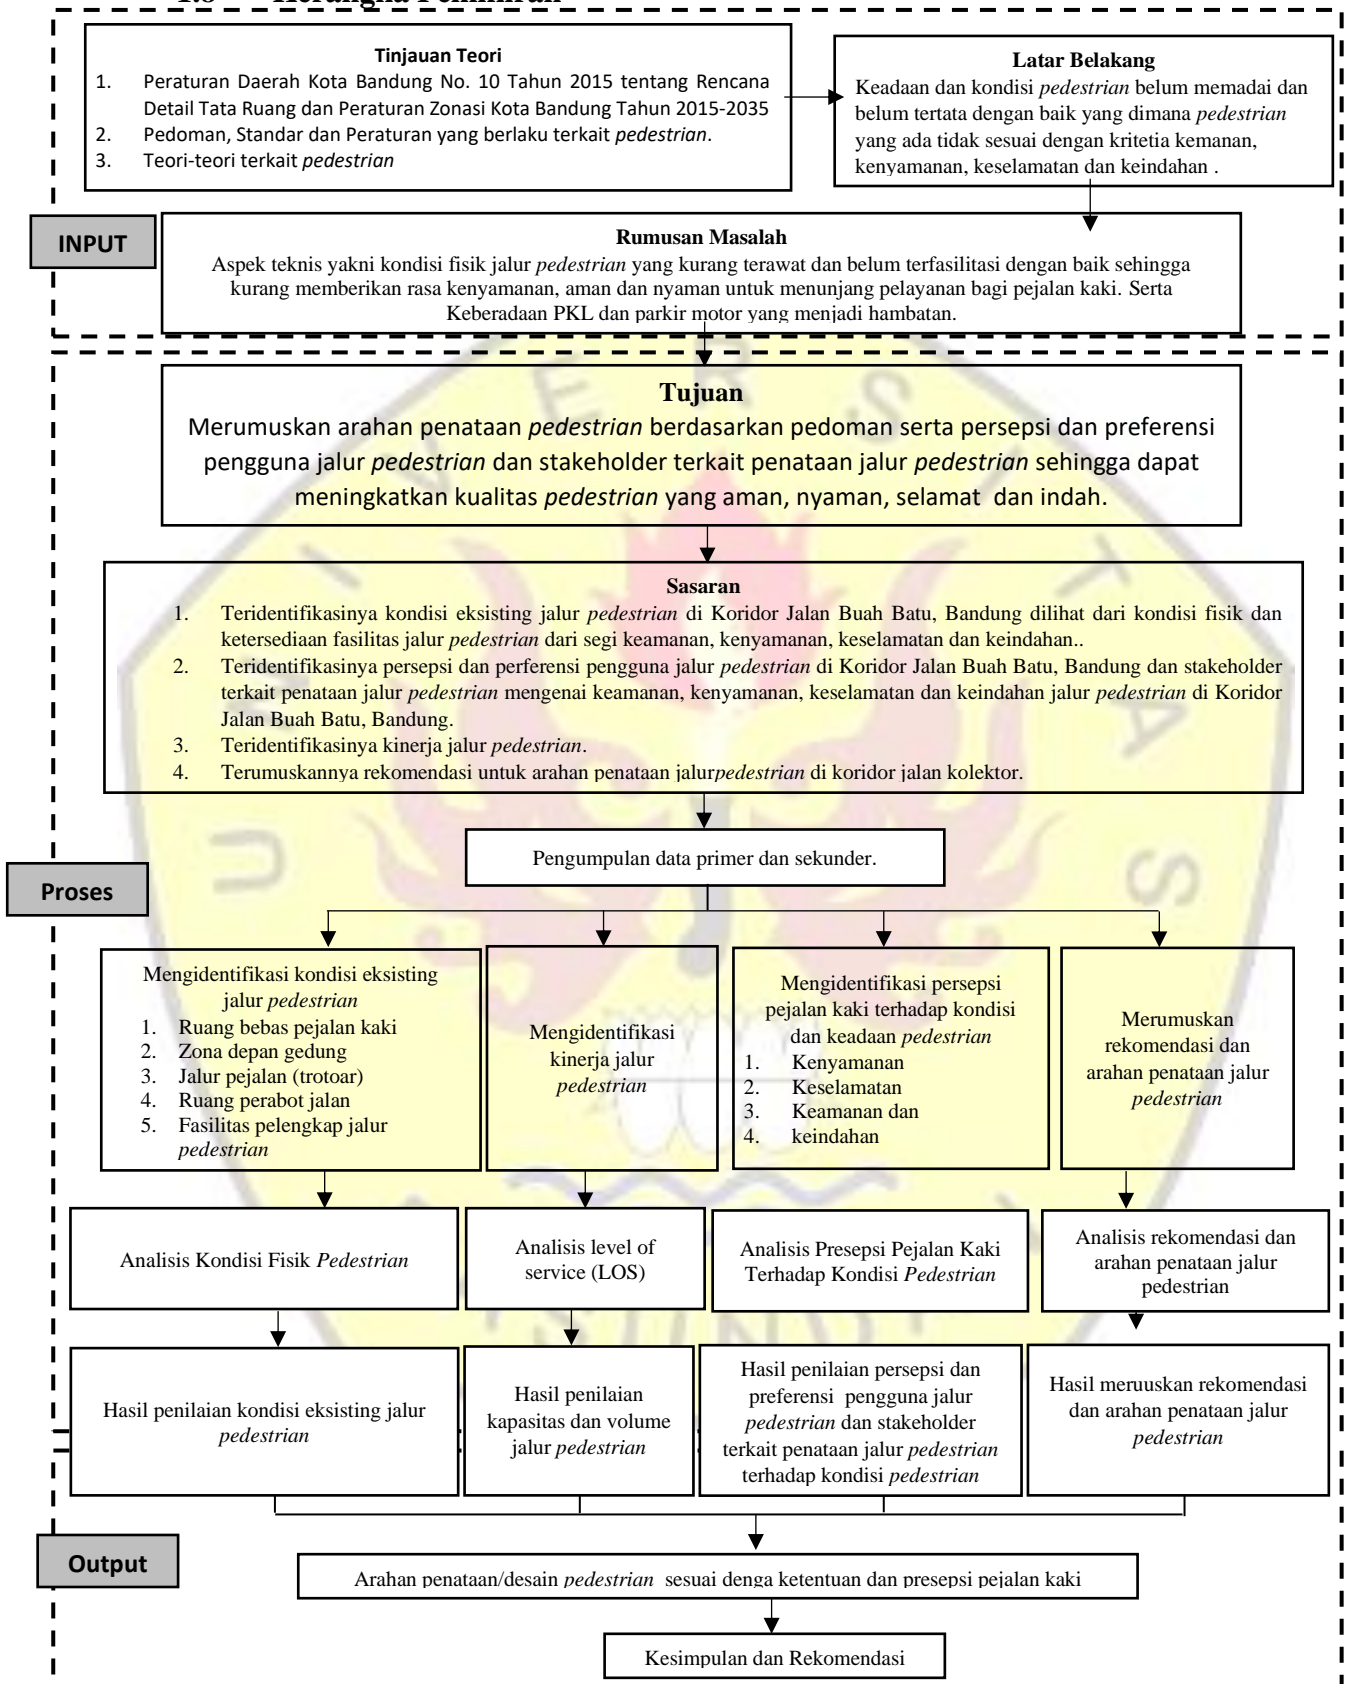 1.8 Kerangka Pemikiran
Tinjauan Teori
1. Peraturan Daerah Kota Bandung No. 10 Tahun 2015 tentang Rencana
Detail Tata Ruang dan Peraturan Zonasi Kota Bandung Tahun 2015-2035
2. Pedoman, Standar dan Peraturan yang berlaku terkait pedestrian.
3. Teori-teori terkait pedestrian
Latar Belakang
Keadaan dan kondisi pedestrian belum memadai dan
belum tertata dengan baik yang dimana pedestrian
yang ada tidak sesuai dengan kritetia kemanan,
kenyamanan, keselamatan dan keindahan .
INPUT
Rumusan Masalah
Aspek teknis yakni kondisi fisik jalur pedestrian yang kurang terawat dan belum terfasilitasi dengan baik sehingga
kurang memberikan rasa kenyamanan, aman dan nyaman untuk menunjang pelayanan bagi pejalan kaki. Serta
Keberadaan PKL dan parkir motor yang menjadi hambatan.
Tujuan
Merumuskan arahan penataan pedestrian berdasarkan pedoman serta persepsi dan preferensi
pengguna jalur pedestrian dan stakeholder terkait penataan jalur pedestrian sehingga dapat
meningkatkan kualitas pedestrian yang aman, nyaman, selamat dan indah.
Sasaran
1. Teridentifikasinya kondisi eksisting jalur pedestrian di Koridor Jalan Buah Batu, Bandung dilihat dari kondisi fisik dan
ketersediaan fasilitas jalur pedestrian dari segi keamanan, kenyamanan, keselamatan dan keindahan..
2. Teridentifikasinya persepsi dan perferensi pengguna jalur pedestrian di Koridor Jalan Buah Batu, Bandung dan stakeholder
terkait penataan jalur pedestrian mengenai keamanan, kenyamanan, keselamatan dan keindahan jalur pedestrian di Koridor
Jalan Buah Batu, Bandung.
3. Teridentifikasinya kinerja jalur pedestrian.
4. Terumuskannya rekomendasi untuk arahan penataan jalurpedestrian di koridor jalan kolektor.
Pengumpulan data primer dan sekunder.
Proses
Mengidentifikasi kondisi eksisting
jalur pedestrian
1. Ruang bebas pejalan kaki
2. Zona depan gedung
3. Jalur pejalan (trotoar)
4. Ruang perabot jalan
5. Fasilitas pelengkap jalur
pedestrian
Mengidentifikasi
kinerja jalur
pedestrian
Mengidentifikasi persepsi
pejalan kaki terhadap kondisi
dan keadaan pedestrian
1. Kenyamanan
2. Keselamatan
3. Keamanan dan
4. keindahan
Merumuskan
rekomendasi dan
arahan penataan jalur
pedestrian
Analisis Kondisi Fisik Pedestrian
Analisis level of
service (LOS)
Analisis Presepsi Pejalan Kaki
Terhadap Kondisi Pedestrian
Analisis rekomendasi dan
arahan penataan jalur
pedestrian
Hasil penilaian kondisi eksisting jalur
pedestrian
Hasil penilaian
kapasitas dan volume
jalur pedestrian
Hasil penilaian persepsi dan
preferensi pengguna jalur
pedestrian dan stakeholder
terkait penataan jalur pedestrian
terhadap kondisi pedestrian
Hasil meruuskan rekomendasi
dan arahan penataan jalur
pedestrian
Output
Arahan penataan/desain pedestrian sesuai denga ketentuan dan presepsi pejalan kaki
Kesimpulan dan Rekomendasi
UNIVERSITAS